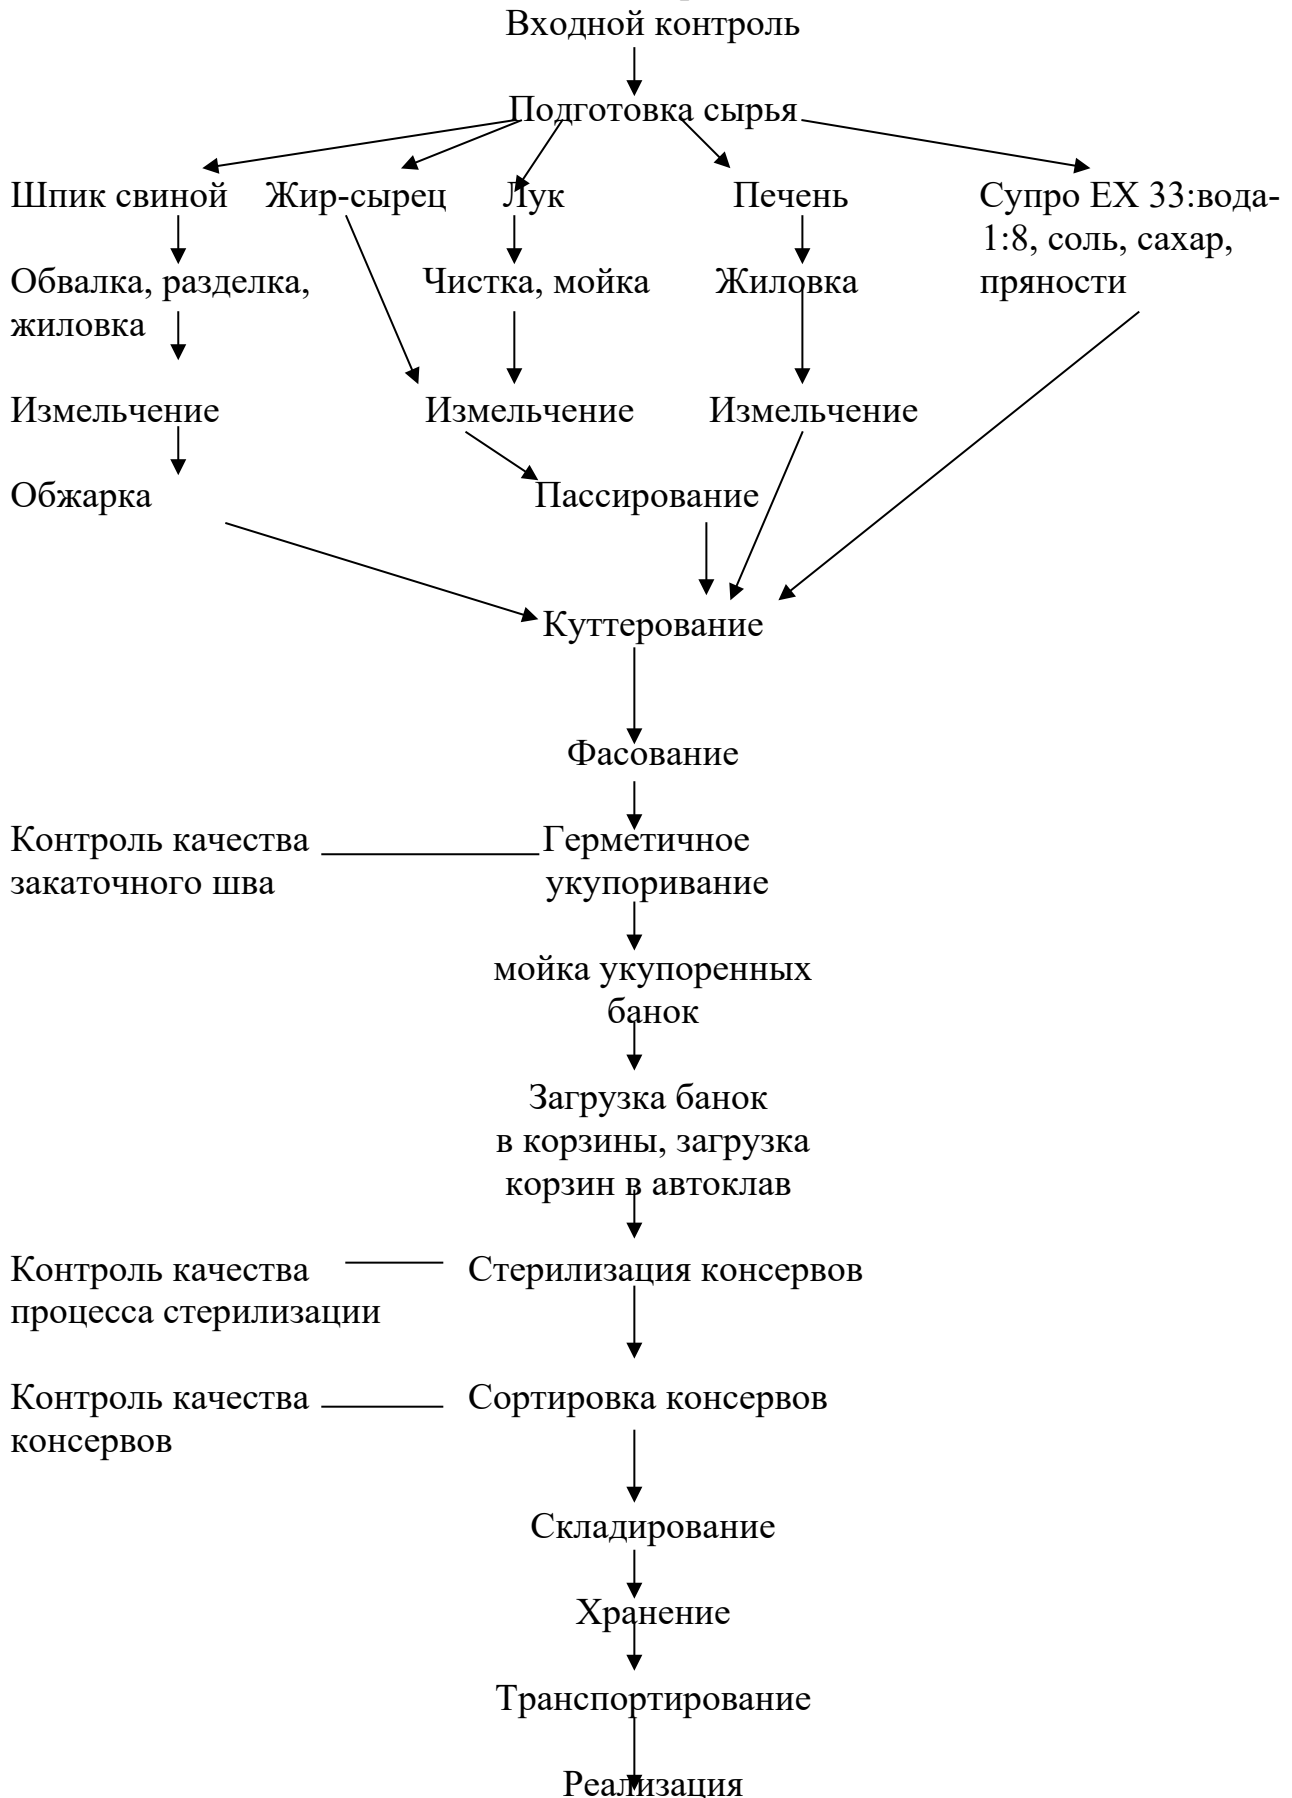 Входной контроль
Подготовка сырья
Шпик свиной
Жир-сырец
Лук
Печень
Супро ЕХ 33:вода-
1:8, соль, сахар,
пряности
Обвалка, разделка,
жиловка
Чистка, мойка
Жиловка
Измельчение
Измельчение
Измельчение
Обжарка
Пассирование
Куттерование
Фасование
Контроль качества
закаточного шва
Герметичное
укупоривание
мойка укупоренных
банок
Загрузка банок
в корзины, загрузка
корзин в автоклав
Контроль качества
процесса стерилизации
Стерилизация консервов
Контроль качества
консервов
Сортировка консервов
Складирование
Хранение
Транспортирование
Реализация